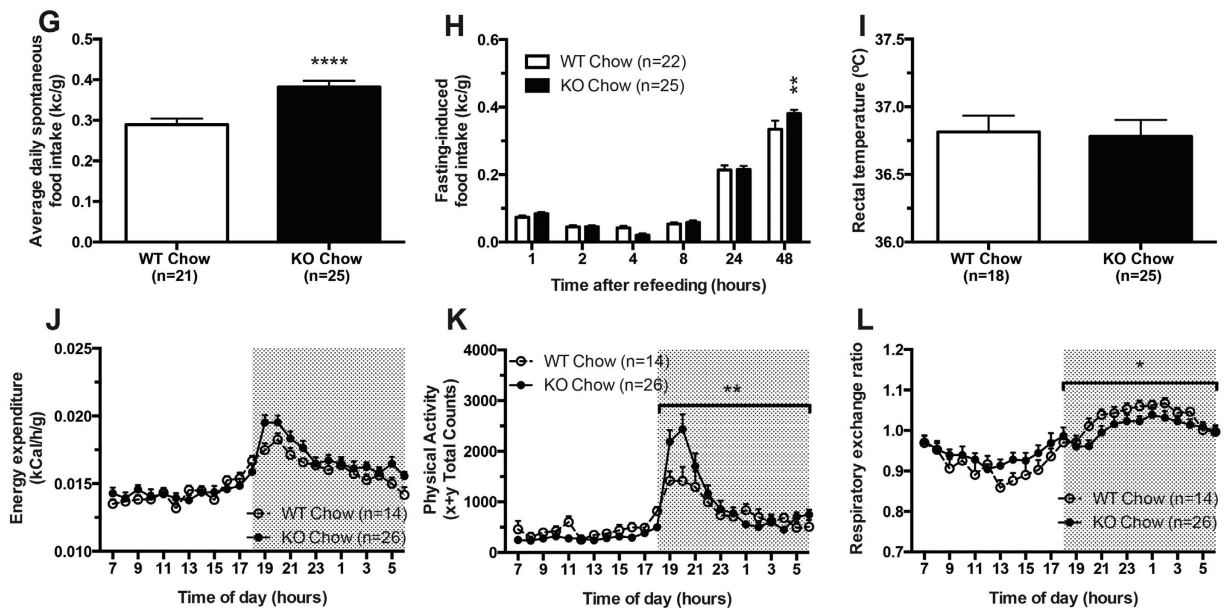 G
Average daily spontaneous
food intake (kc/g)
0.5
0.4
0.3
0.2
0.1
0.0
****
WT Chow
(n=21)
KO Chow
(n=25)
H
Fasting-induced
food intake (kc/g)
0.6
0.4
0.2
0.0
WT Chow (n=22)
KO Chow (n=25)
**
1 2 4 8 24 48
Time after refeeding (hours)
I
Rectal temperature (ºC)
37.5
37.0
36.5
36.0
WT Chow
(n=18)
KO Chow
(n=25)
J
Energy expenditure
(kCal/h/g)
0.025
0.020
0.015
0.010
WT Chow (n=14)
KO Chow (n=26)
7 9 11 13 15 17 19 21 23 1 3 5
Time of day (hours)
K
Physical Activity
(x+y Total Counts)
4000
3500
3000
2500
2000
1500
1000
500
0
WT Chow (n=14)
KO Chow (n=26)
**
7 9 11 13 15 17 19 21 23 1 3 5
Time of day (hours)
L
Respiratory exchange ratio
1.2
1.1
1.0
0.9
0.8
0.7
*
WT Chow (n=14)
KO Chow (n=26)
7 9 11 13 15 17 19 21 23 1 3 5
Time of day (hours)